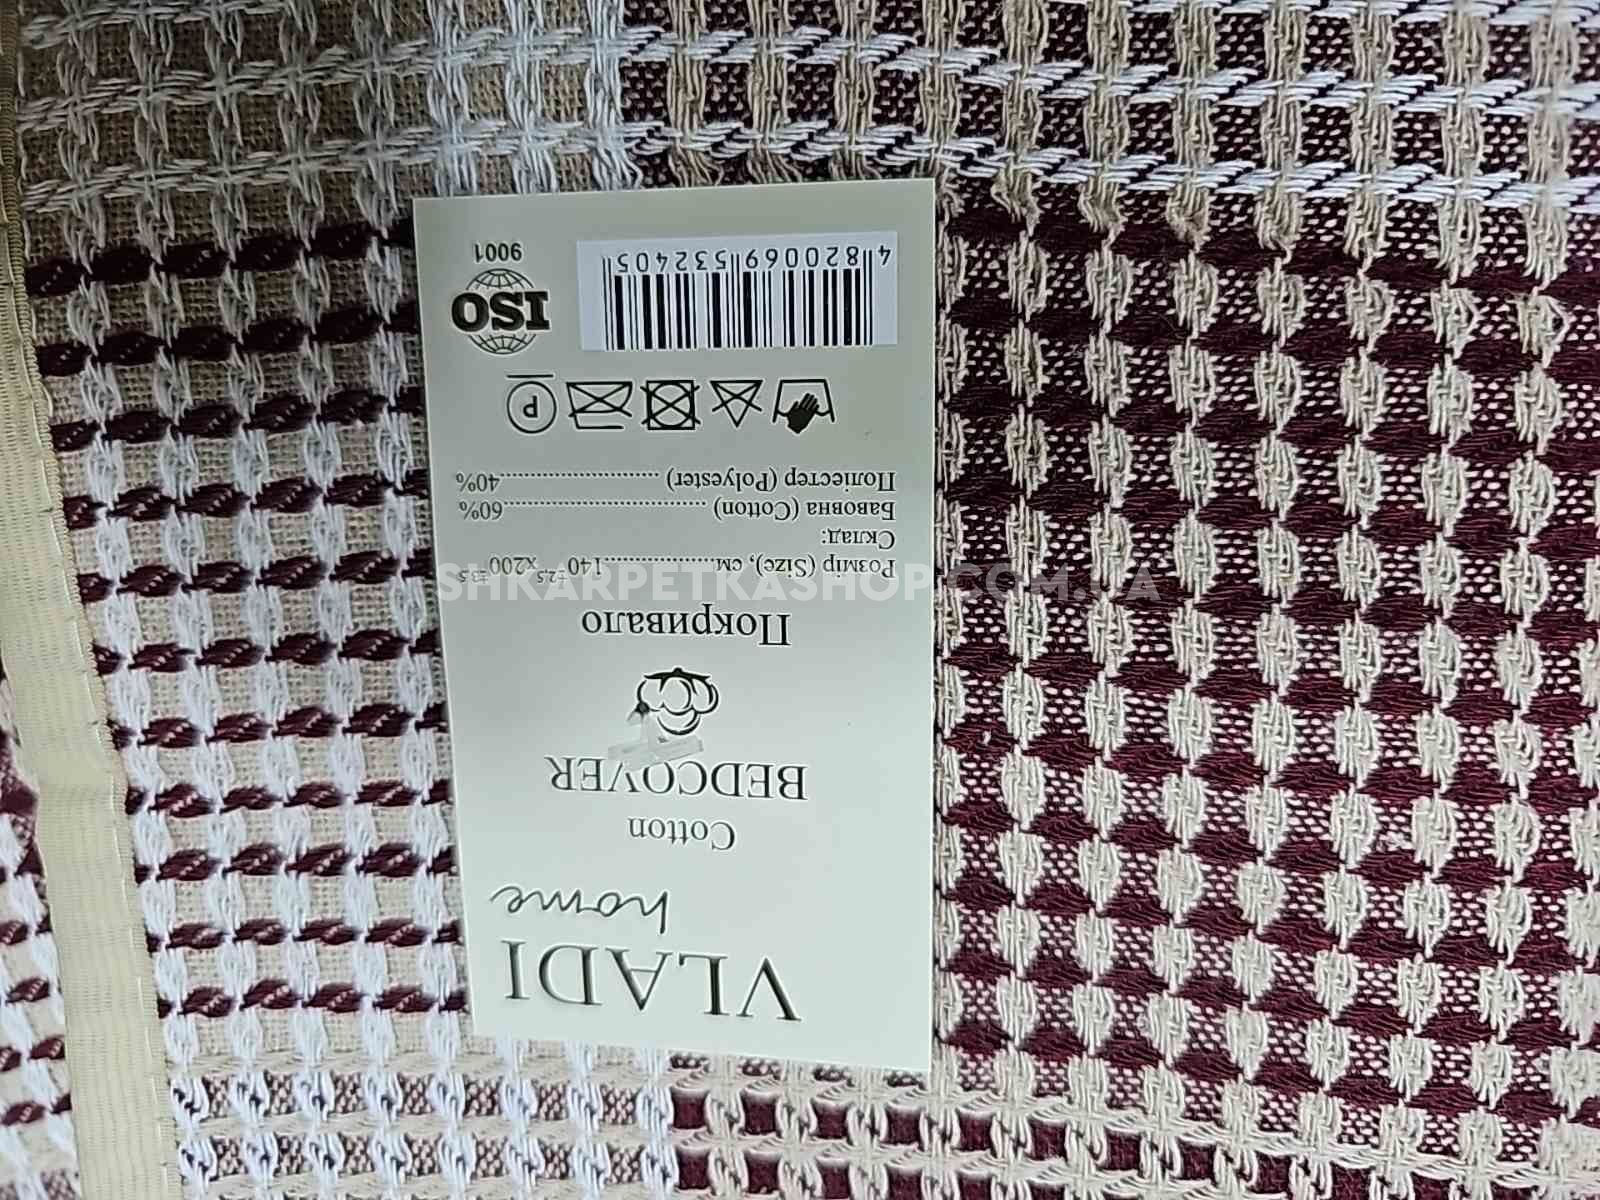 VLADI
home
Cotton
BEDCOVER
Покривало
Розмір (Size), см......................140±2,5x200±3,5
Склад:
Бавовна (Cotton) ................................60%
Поліестер (Polyester) ..........................40%
P
ISO
9001
4 820069 532405
SHKARPETKASHOP.COM.UA